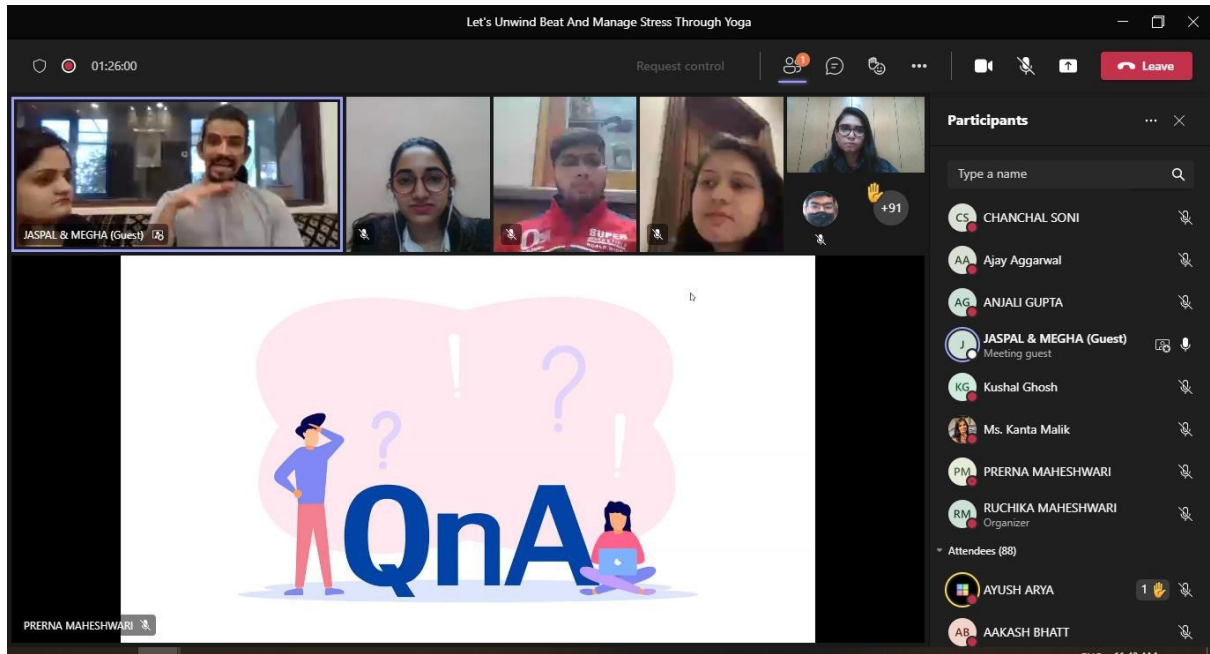 Let's Unwind Beat And Manage Stress Through Yoga
01:26:00
Request control
1
Leave
JASPAL & MEGHA (Guest)
+91
QnA
PRERNA MAHESHWARI
Participants
Type a name
CS CHANCHAL SONI
AA Ajay Aggarwal
AG ANJALI GUPTA
J JASPAL & MEGHA (Guest)
Meeting guest
KG Kushal Ghosh
Ms. Kanta Malik
PM PRERNA MAHESHWARI
RM RUCHIKA MAHESHWARI
Organizer
Attendees (88)
AYUSH ARYA 1
AB AAKASH BHATT